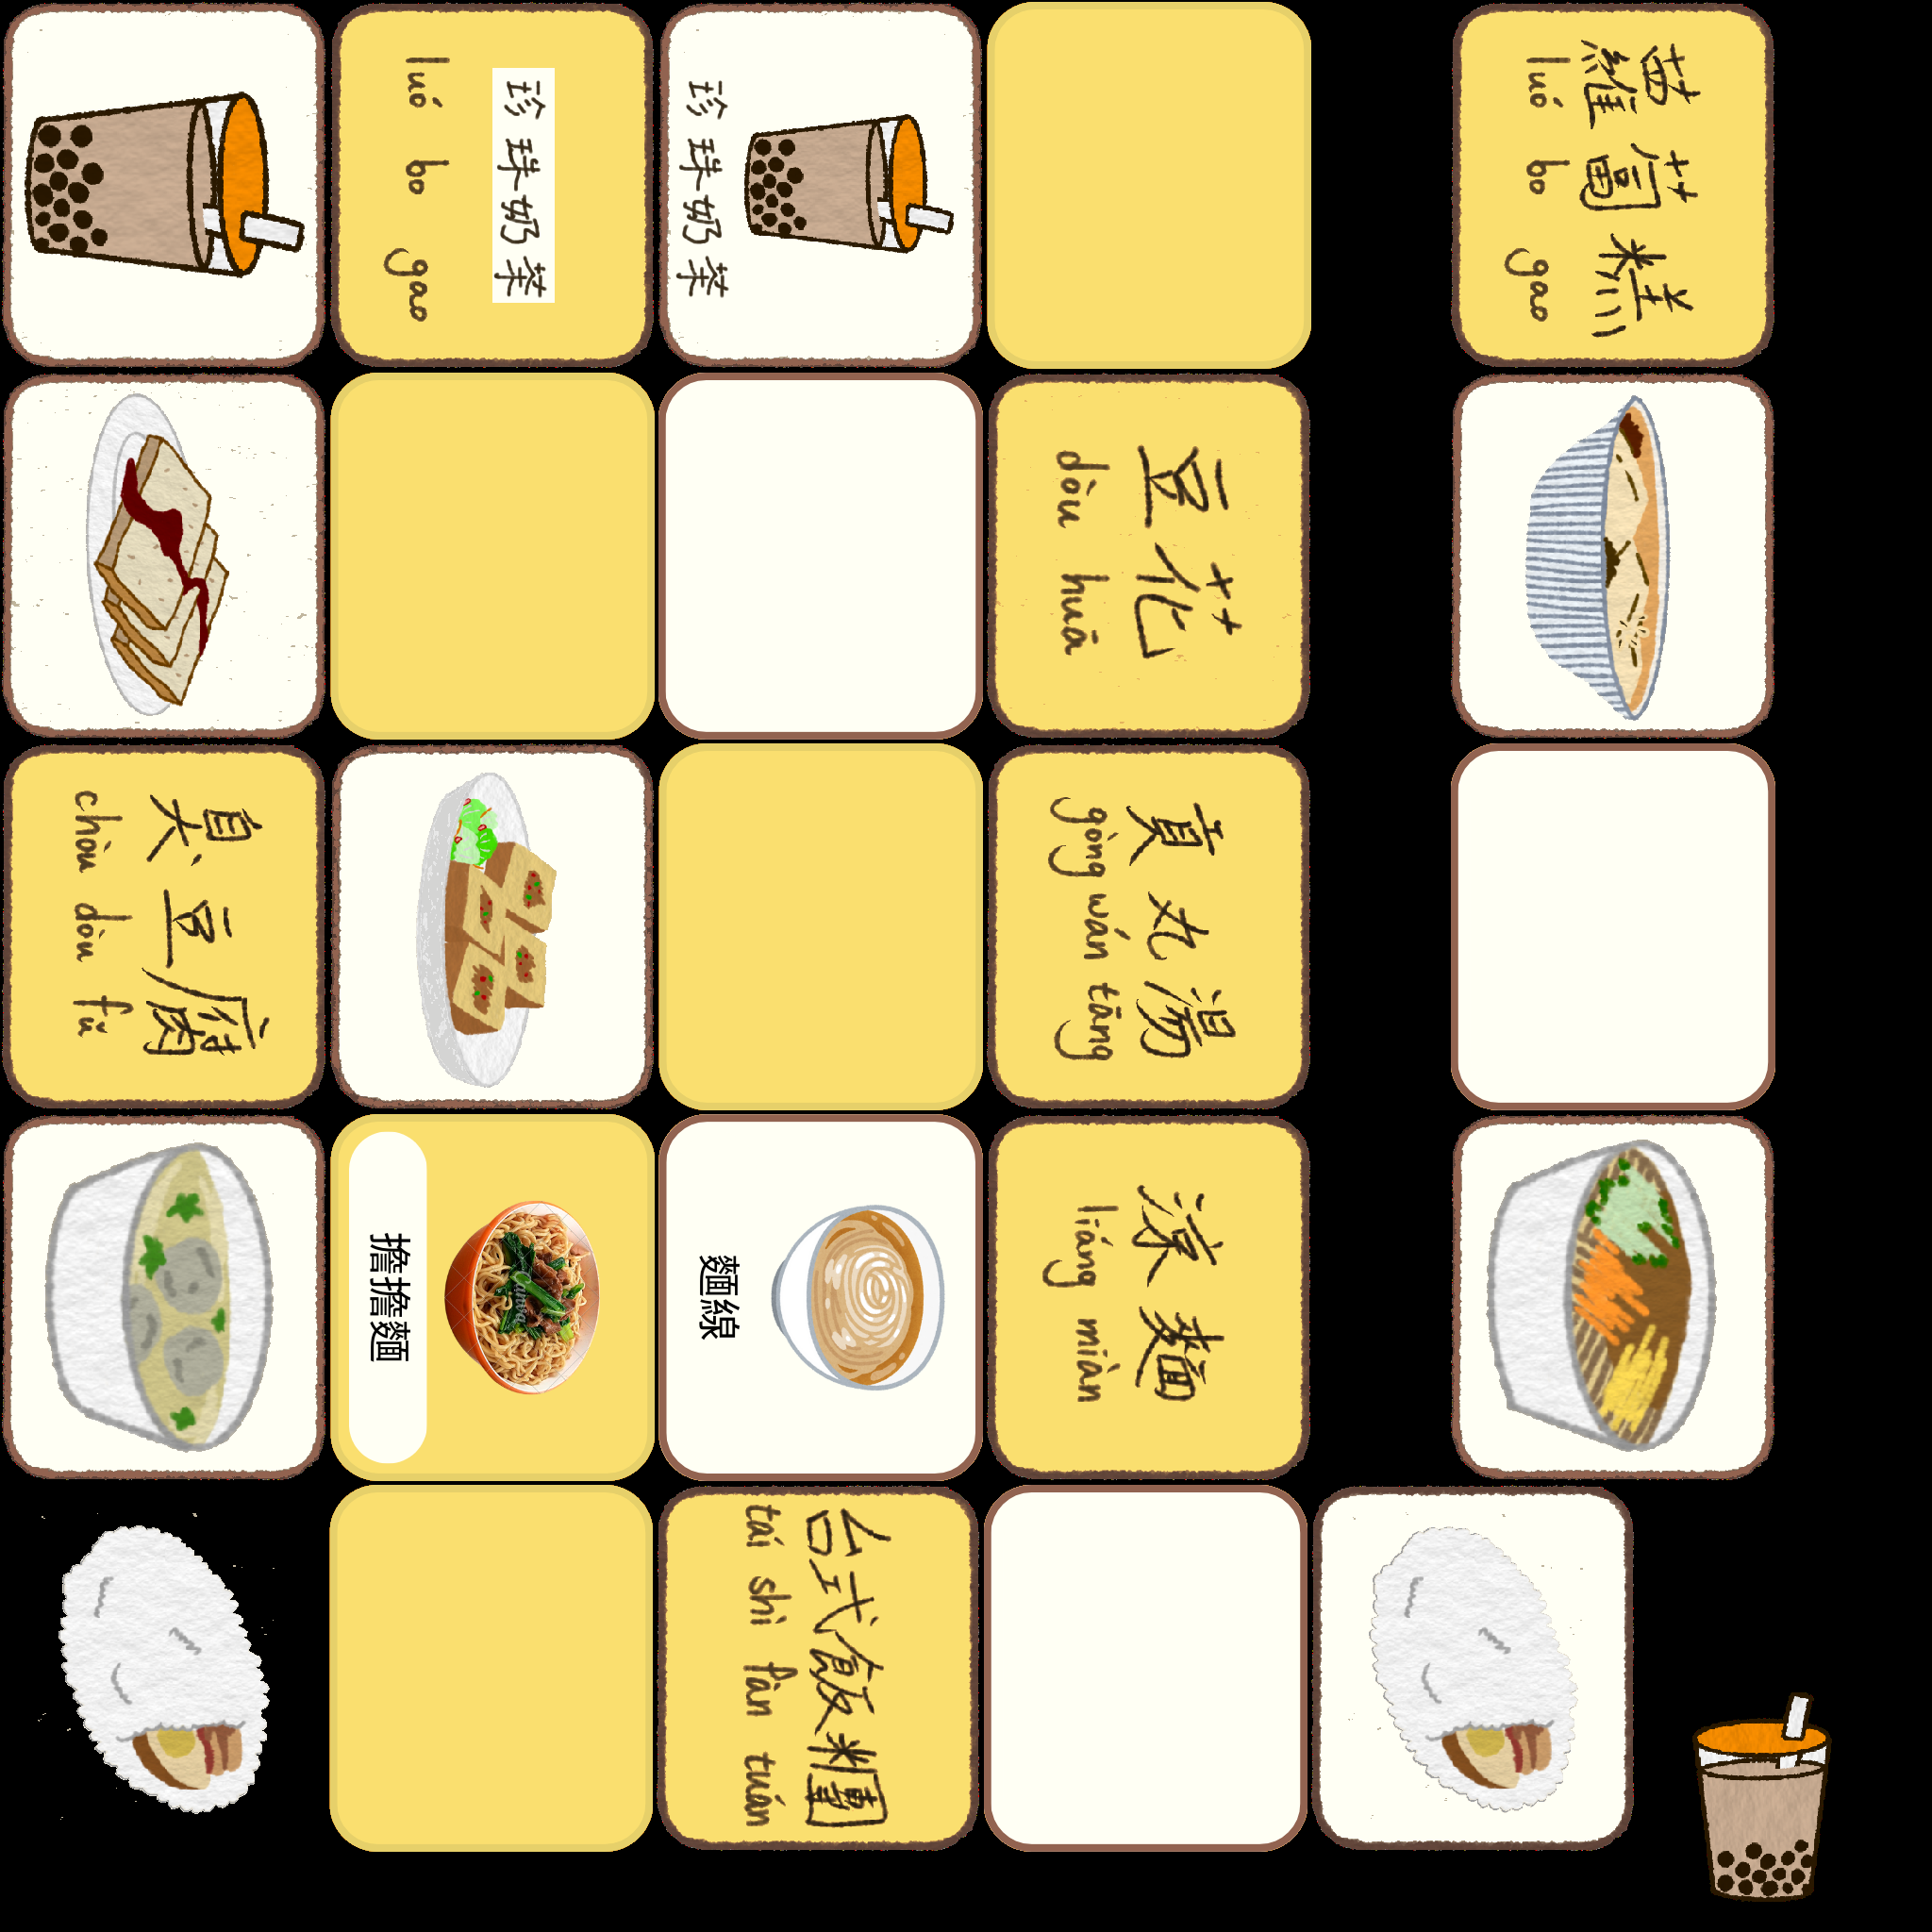 珍珠奶茶
luó bo gao
珍珠奶茶
蘿蔔糕
luó bo gao
豆花
dòu huā
臭豆腐
chòu dòu fǔ
貢丸湯
gòng wán tāng
擔擔麵
麵線
涼麵
liáng miàn
台式飯糰
tái shì fàn tuán